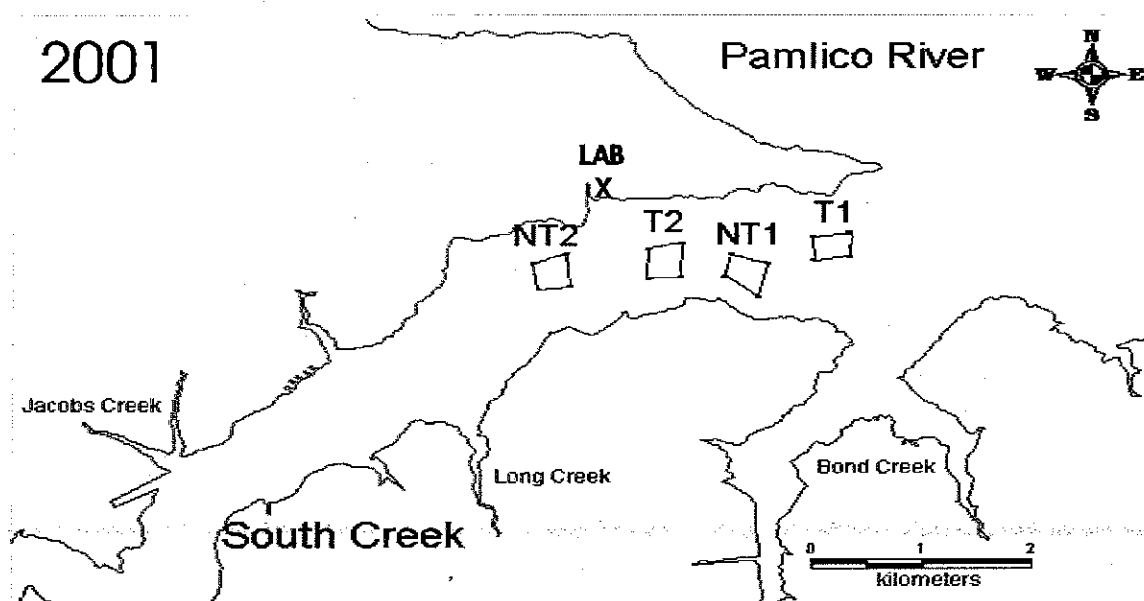 2001
Pamlico River
N
W E
S
LAB
X
NT2
T2
NT1
T1
Jacobs Creek
Long Creek
Bond Creek
South Creek
0 1 2
kilometers